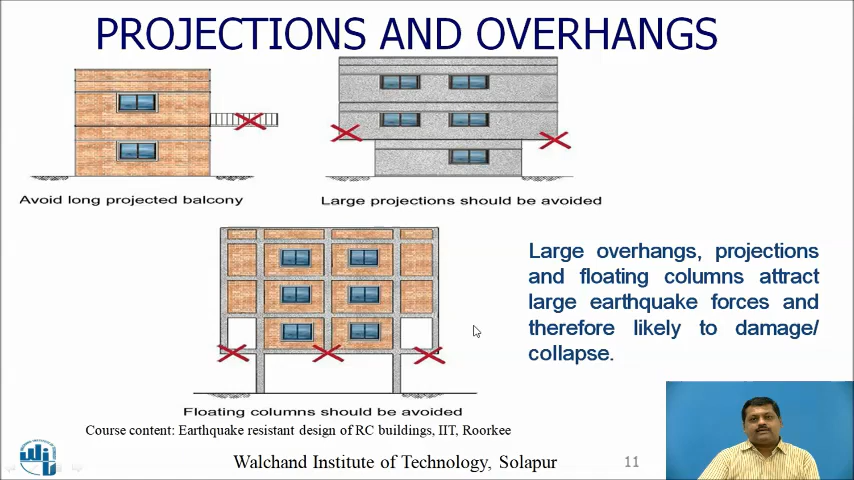 PROJECTIONS AND OVERHANGS
Avoid long projected balcony
Large projections should be avoided
Large overhangs, projections
and floating columns attract
large earthquake forces and
therefore likely to damage/
collapse.
Floating columns should be avoided
Course content: Earthquake resistant design of RC buildings, IIT, Roorkee
Walchand Institute of Technology, Solapur
11